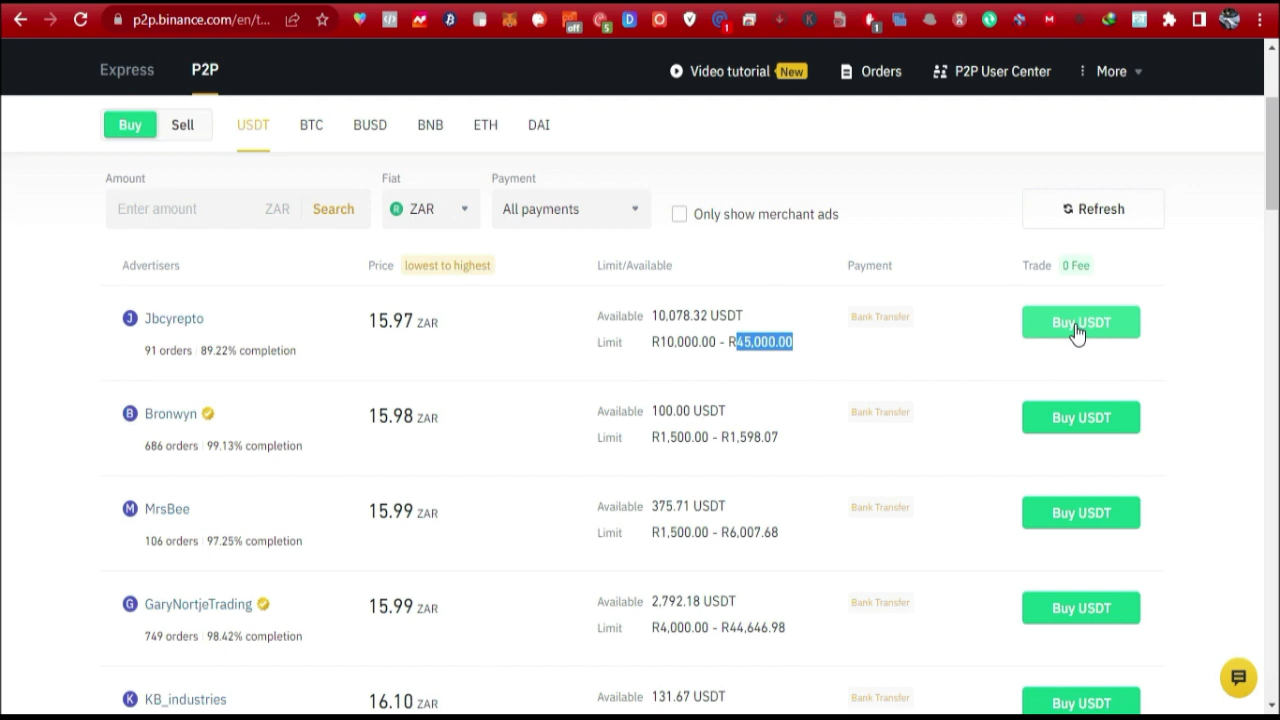 p2p.binance.com/en/t...
off
5
1
1
Express P2P Video tutorial New Orders P2P User Center More
Buy Sell USDT BTC BUSD BNB ETH DAI
Amount Fiat Payment
Enter amount ZAR Search ZAR All payments Only show merchant ads Refresh
Advertisers Price lowest to highest Limit/Available Payment Trade 0 Fee
J Jbcyrepto 15.97 ZAR Available 10,078.32 USDT Bank Transfer Buy USDT
91 orders 89.22% completion Limit R10,000.00 - R45,000.00
B Bronwyn 15.98 ZAR Available 100.00 USDT Bank Transfer Buy USDT
686 orders 99.13% completion Limit R1,500.00 - R1,598.07
M MrsBee 15.99 ZAR Available 375.71 USDT Bank Transfer Buy USDT
106 orders 97.25% completion Limit R1,500.00 - R6,007.68
G GaryNortjeTrading 15.99 ZAR Available 2,792.18 USDT Bank Transfer Buy USDT
749 orders 98.42% completion Limit R4,000.00 - R44,646.98
K KB_industries 16.10 ZAR Available 131.67 USDT Bank Transfer Buy USDT